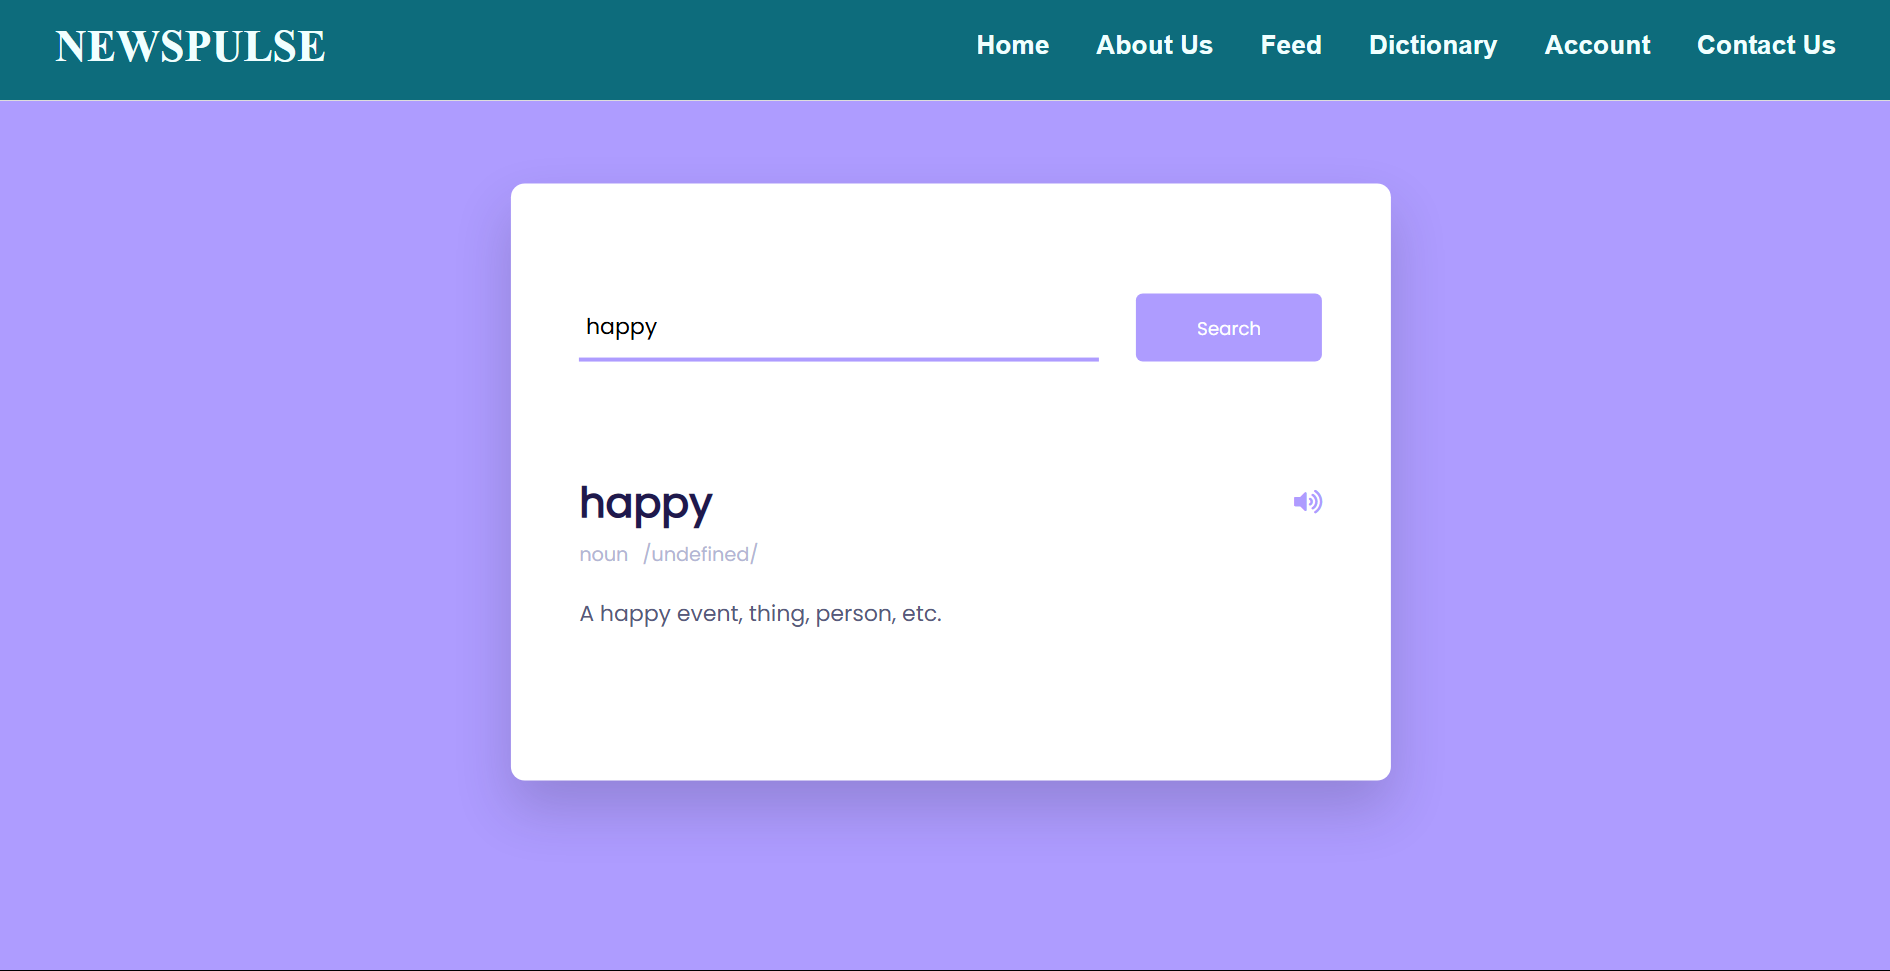 NEWSPULSE Home About Us Feed Dictionary Account Contact Us
happy Search
happy
noun /undefined/
A happy event, thing, person, etc.